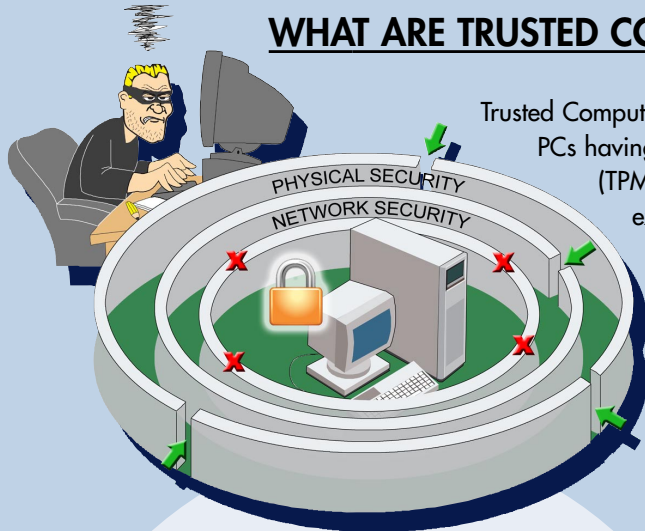 WHAT ARE TRUSTED CO
Trusted Comput
PCs having
(TPM
e
PHYSICAL SECURITY
NETWORK SECURITY